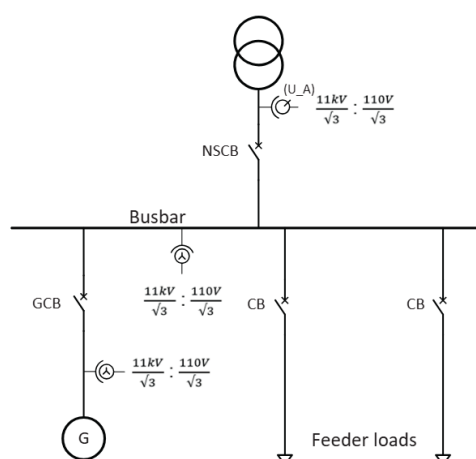 (U_A)
11kV/√3 : 110V/√3
NSCB
Busbar
11kV/√3 : 110V/√3
GCB
CB
CB
11kV/√3 : 110V/√3
G
Feeder loads